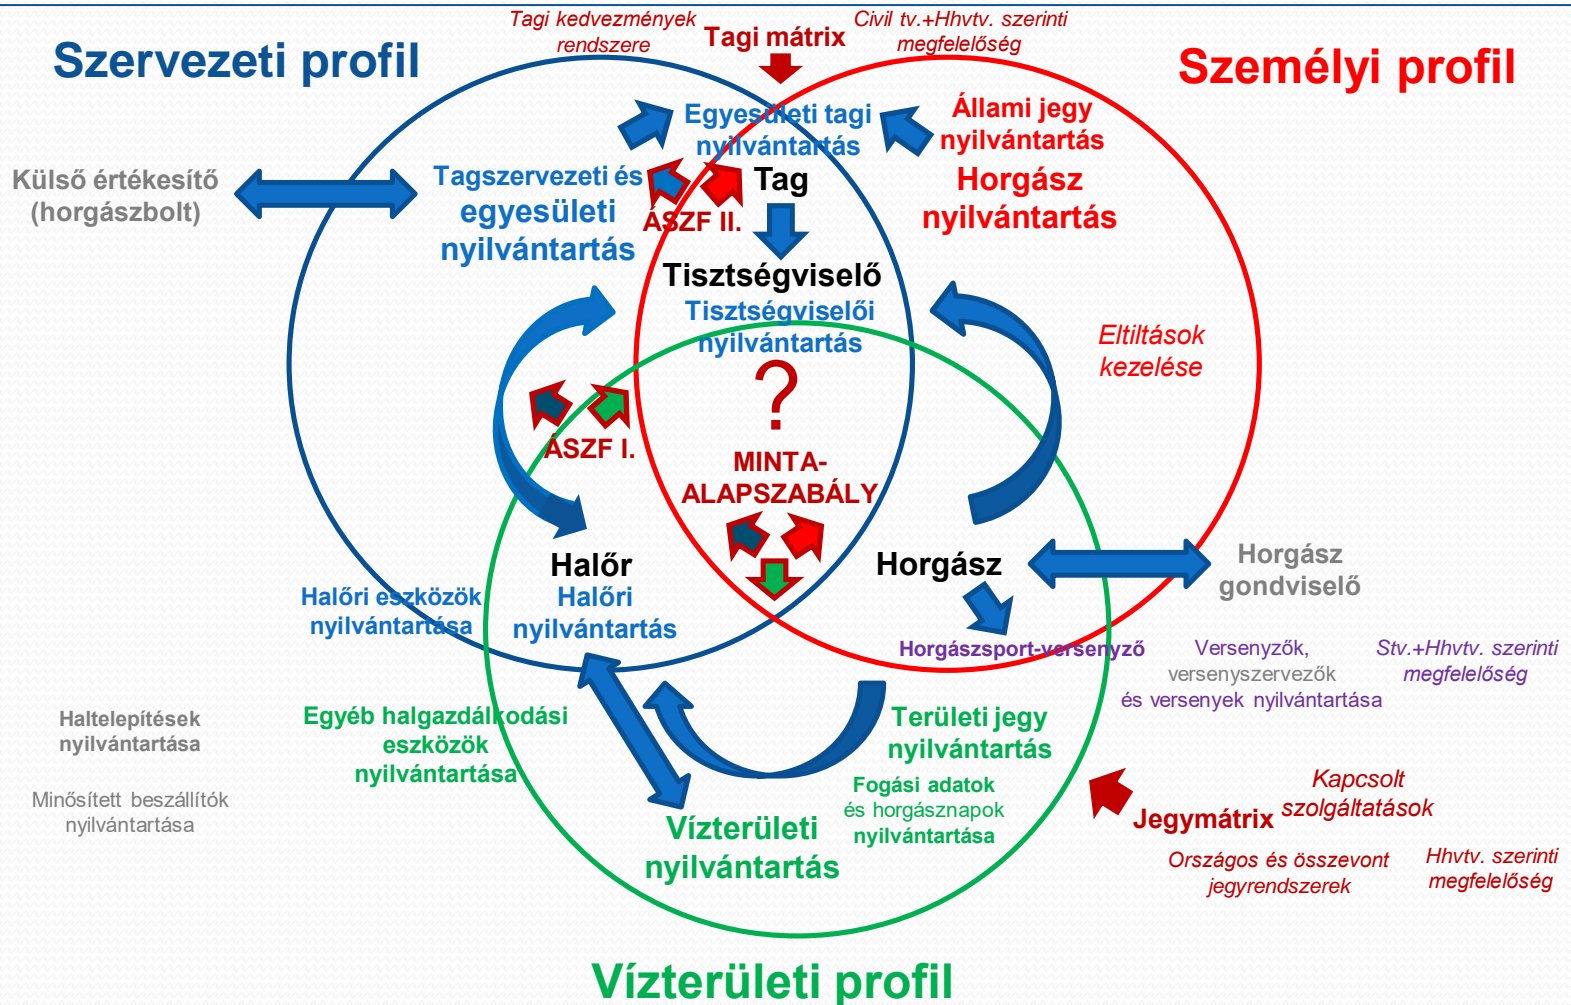 Tagi kedvezmények
rendszere
Tagi mátrix
Civil tv.+Hhvtv. szerinti
megfelelőség
Szervezeti profil
Személyi profil
Egyesületi tagi
nyilvántartás
Állami jegy
nyilvántartás
Külső értékesítő
(horgászbolt)
Tagszervezeti és
egyesületi
nyilvántartás
Tag
Horgász
nyilvántartás
ÁSZF II.
Tisztségviselő
Tisztségviselői
nyilvántartás
Eltiltások
kezelése
?
ÁSZF I.
MINTA-
ALAPSZABÁLY
Halőr
Halőri
nyilvántartás
Horgász
Horgász
gondviselő
Halőri eszközök
nyilvántartása
Horgászsport-versenyző
Versenyzők,
versenyszervezők
és versenyek nyilvántartása
Stv.+Hhvtv. szerinti
megfelelőség
Haltelepítések
nyilvántartása
Egyéb halgazdálkodási
eszközök
nyilvántartása
Területi jegy
nyilvántartás
Minősített beszállítók
nyilvántartása
Fogási adatok
és horgásznapok
nyilvántartása
Vízterületi
nyilvántartás
Kapcsolt
szolgáltatások
Jegymátrix
Országos és összevont
jegyrendszerek
Hhvtv. szerinti
megfelelőség
Vízterületi profil